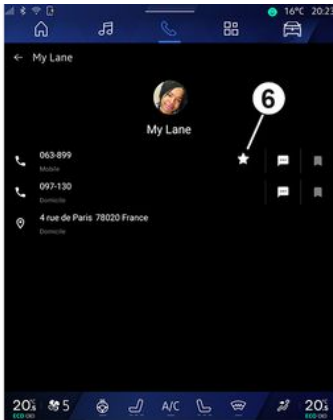 16°C 20:23
My Lane
6
My Lane
063-899
Mobile
097-130
Domicile
4 rue de Paris 78020 France
Domicile
20.5 5 A/C 20.5
ECO